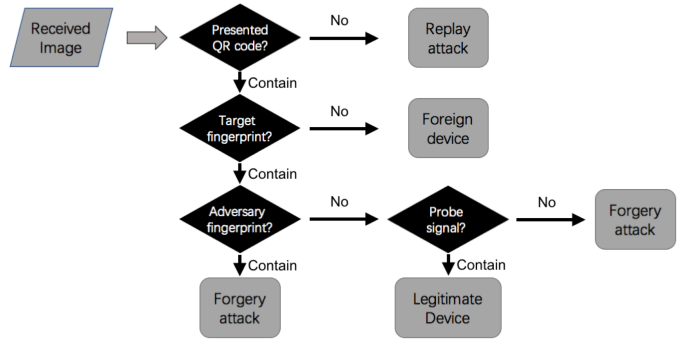 Received
Image
Presented
QR code?
No
Replay
attack
Contain
Target
fingerprint?
No
Foreign
device
Contain
Adversary
fingerprint?
No
Probe
signal?
No
Forgery
attack
Contain
Contain
Forgery
attack
Legitimate
Device